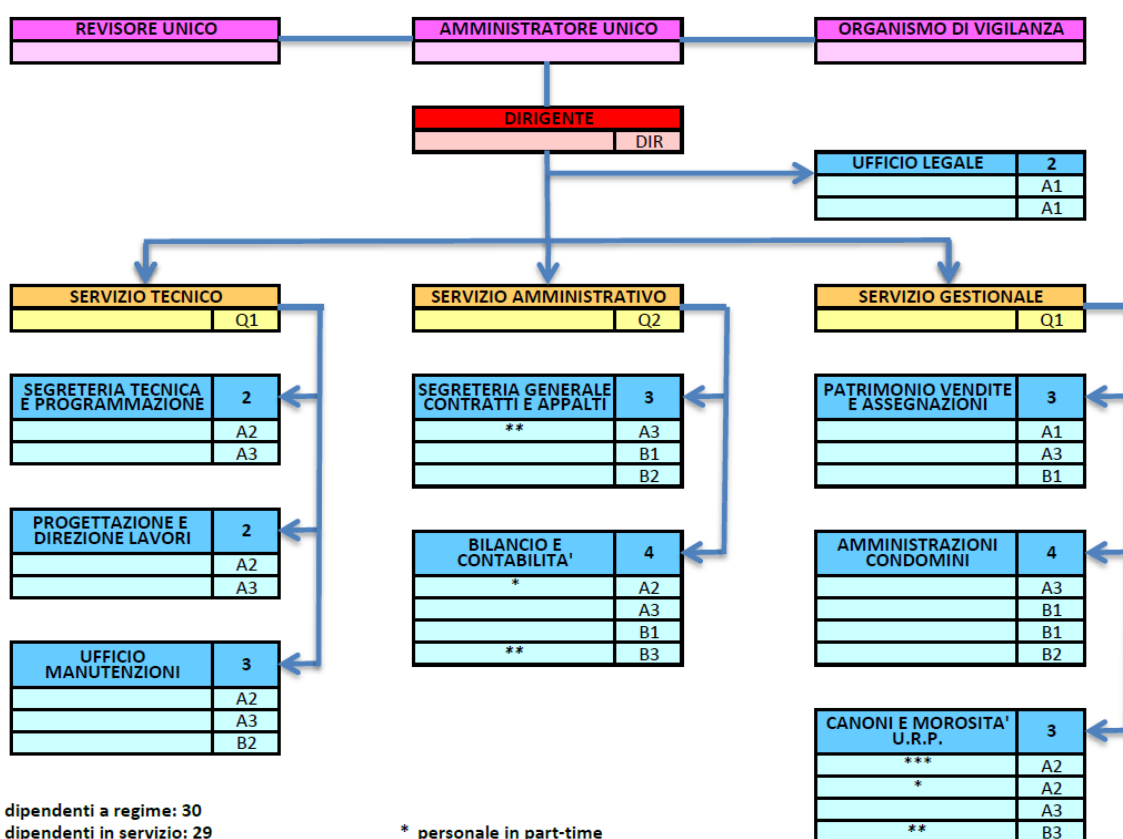 REVISORE UNICO
AMMINISTRATORE UNICO
ORGANISMO DI VIGILANZA
DIRIGENTE
DIR
UFFICIO LEGALE 2
A1
A1
SERVIZIO TECNICO
Q1
SERVIZIO AMMINISTRATIVO
Q2
SERVIZIO GESTIONALE
Q1
SEGRETERIA TECNICA
E PROGRAMMAZIONE 2
A2
A3
PROGETTAZIONE E
DIREZIONE LAVORI 2
A2
A3
UFFICIO
MANUTENZIONI 3
A2
A3
B2
SEGRETERIA GENERALE
CONTRATTI E APPALTI 3
** A3
B1
B2
BILANCIO E
CONTABILITA' 4
* A2
A3
B1
** B3
PATRIMONIO VENDITE
E ASSEGNAZIONI 3
A1
A3
B1
AMMINISTRAZIONI
CONDOMINI 4
A3
B1
B1
B2
CANONI E MOROSITA'
U.R.P. 3
*** A2
* A2
A3
** B3
dipendenti a regime: 30
dipendenti in servizio: 29
* personale in part-time